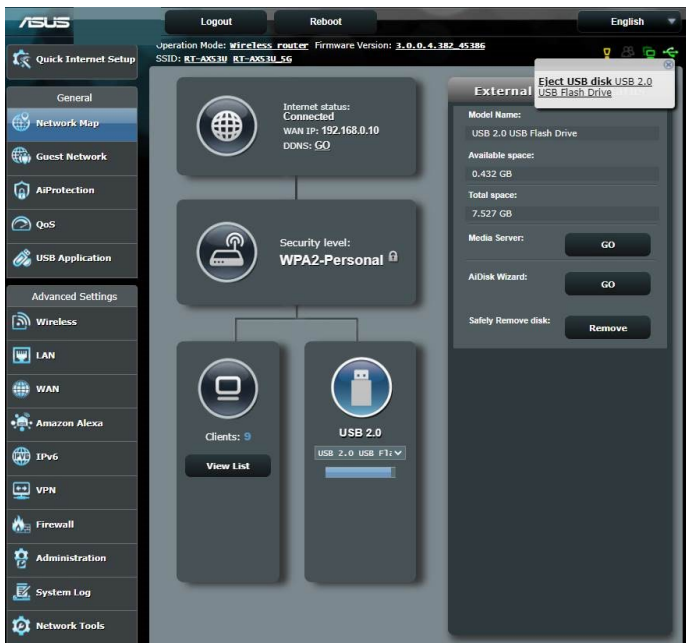 ASUS
Logout
Reboot
English
Operation Mode: Wireless router Firmware Version: 3.0.0.4.382_45386
SSID: RT-AX53U RT-AX53U_5G
Quick Internet Setup
General
Network Map
Guest Network
AiProtection
QoS
USB Application
Advanced Settings
Wireless
LAN
WAN
Amazon Alexa
IPv6
VPN
Firewall
Administration
System Log
Network Tools
Internet status:
Connected
WAN IP: 192.168.0.10
DDNS: GO
Security level:
WPA2-Personal
Clients: 9
View List
USB 2.0
USB 2.0 USB Fla
Eject USB disk USB 2.0
USB Flash Drive
External
Model Name:
USB 2.0 USB Flash Drive
Available space:
0.432 GB
Total space:
7.527 GB
Media Server:
GO
AiDisk Wizard:
GO
Safely Remove disk:
Remove